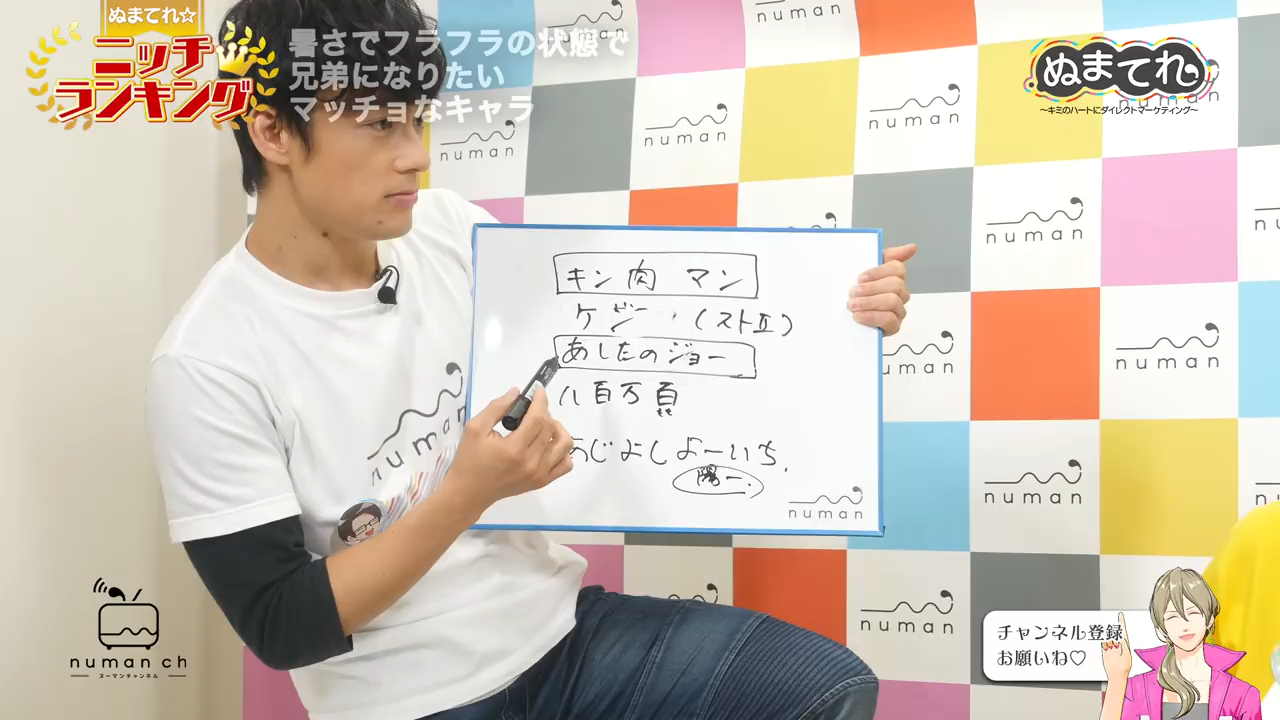 ぬまてれ☆
ニッチ
ランキング
暑さでフラフラの状態で
兄弟になりたい
マッチョなキャラ
ぬまてれ
～キミのハートにダイレクトマーケティング～
numan
numan
numan
numan
numan
numan
numan
numan
numan
numan
numan
キン肉マン
ケビン (ストII)
あしたのジョー
八百万
あじよしよーいち.
陽一.
numan
numan ch
ヌーマンチャンネル
チャンネル登録
お願いね♡